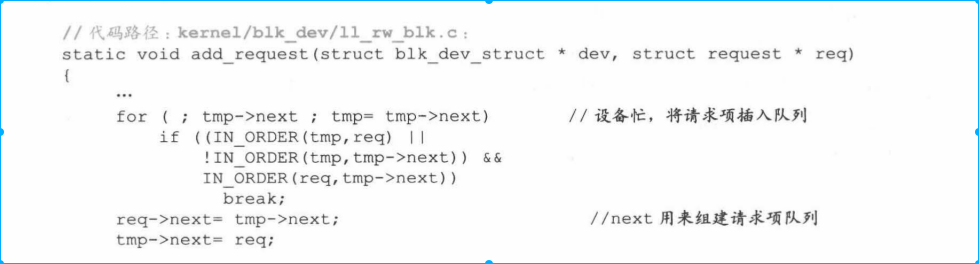 // 代码路径：kernel/blk_dev/ll_rw_blk.c：
static void add_request(struct blk_dev_struct * dev, struct request * req)
{
...
for ( ; tmp->next ; tmp= tmp->next) // 设备忙，将请求项插入队列
if ((IN_ORDER(tmp,req) ||
!IN_ORDER(tmp,tmp->next)) &&
IN_ORDER(req,tmp->next))
break;
req->next= tmp->next; //next 用来组建请求项队列
tmp->next= req;